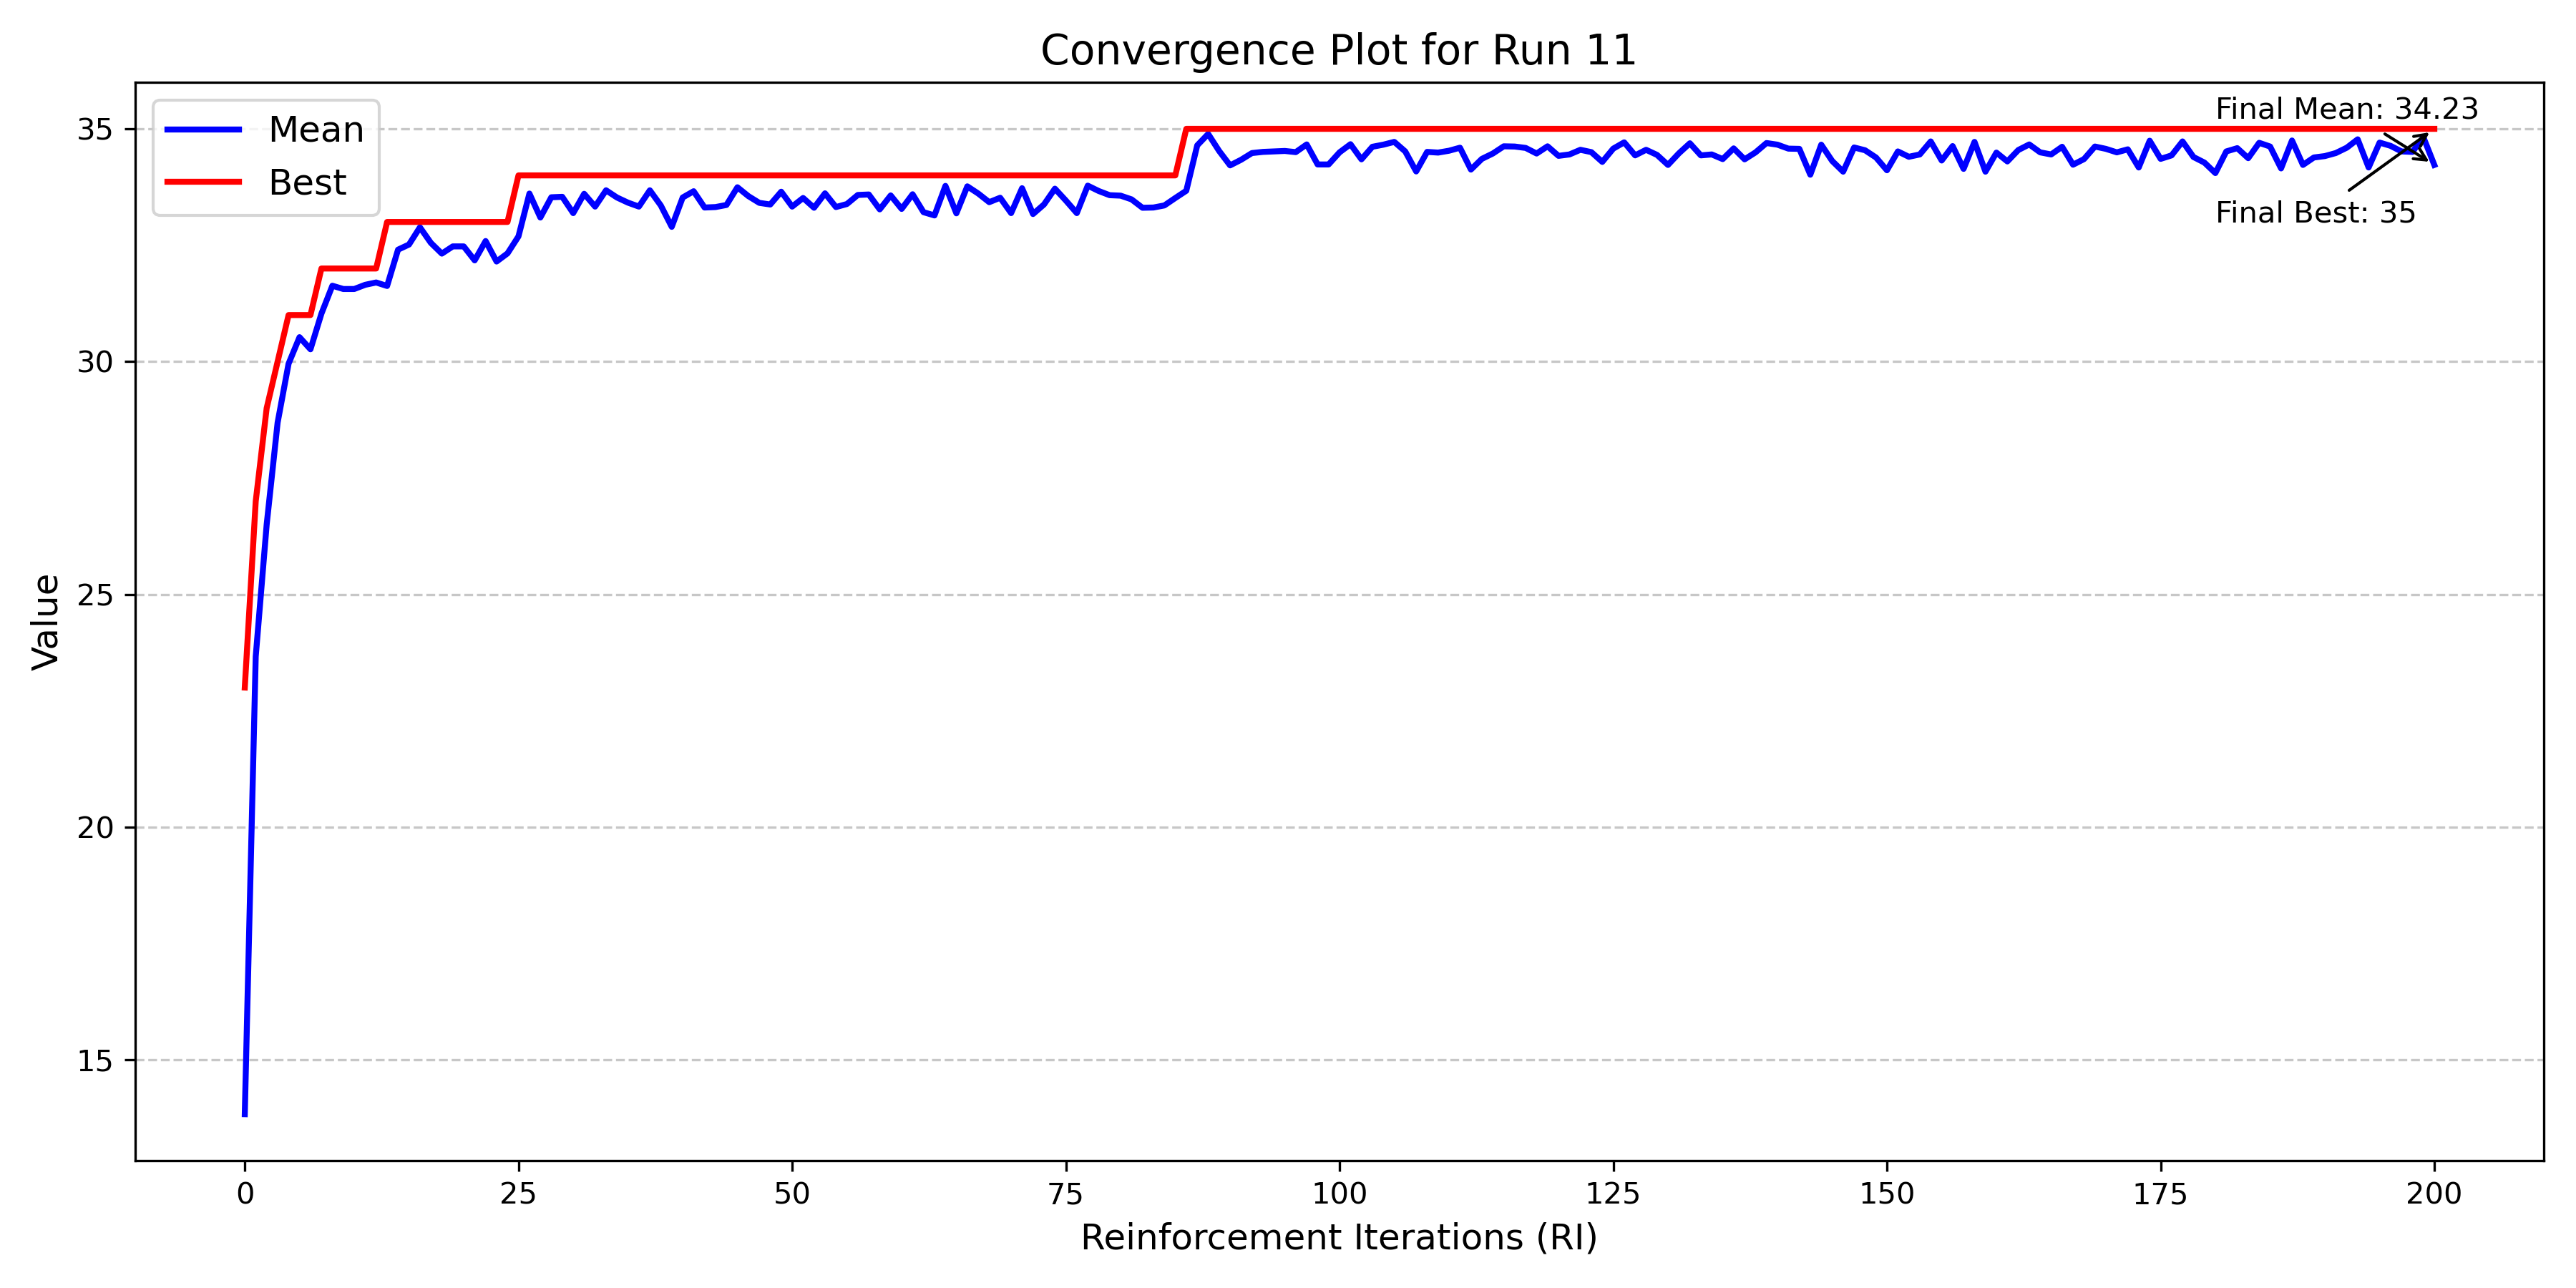 Convergence Plot for Run 11
Mean
Best
Final Mean: 34.23
Final Best: 35
Value
35
30
25
20
15
0 25 50 75 100 125 150 175 200
Reinforcement Iterations (RI)